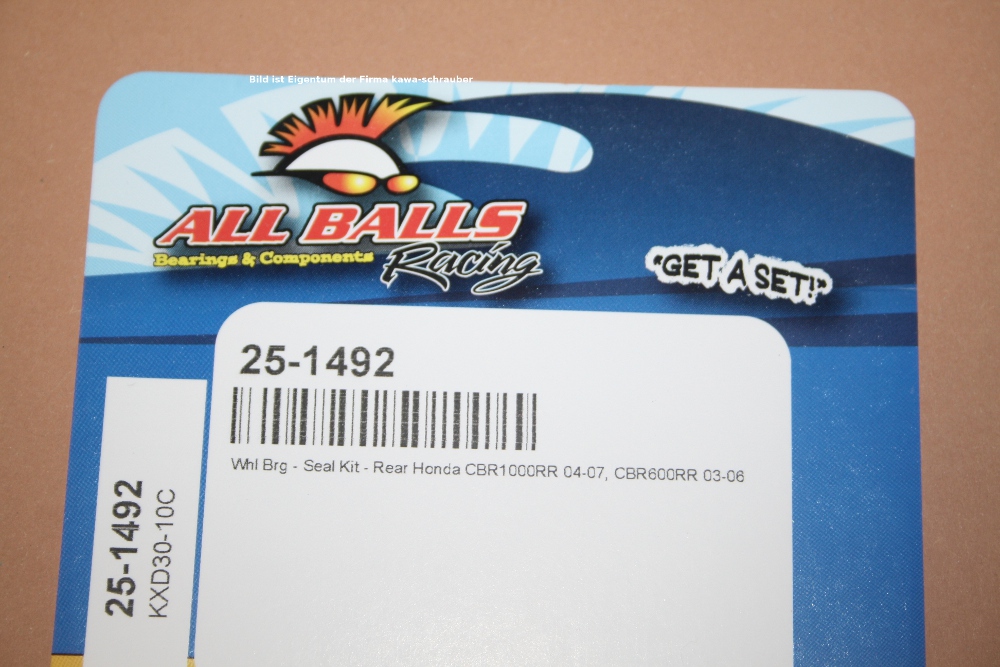 Bild ist Eigentum der Firma kawa-schrauber
ALL BALLS
Bearings & Components
Racing
"GET A SET!"
25-1492
Whl Brg - Seal Kit - Rear Honda CBR1000RR 04-07, CBR600RR 03-06
25-1492
KXD30-10C